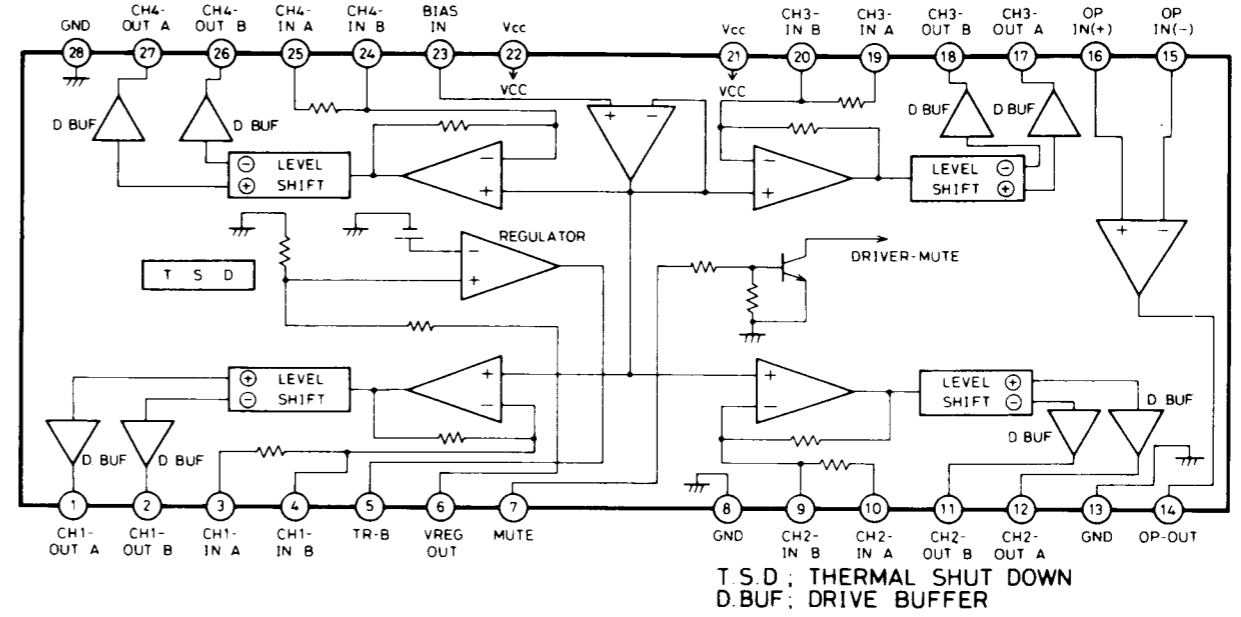 GND
CH4-
OUT A
CH4-
OUT B
CH4-
IN A
CH4-
IN B
BIAS
IN
Vcc
Vcc
CH3-
IN B
CH3-
IN A
CH3-
OUT B
CH3-
OUT A
OP
IN(+)
OP
IN(-)
28
27
26
25
24
23
22
21
20
19
18
17
16
15
VCC
VCC
D BUF
D BUF
D BUF
D BUF
+ −
− LEVEL
+ SHIFT
−
+
−
+
LEVEL −
SHIFT +
+ −
REGULATOR
−
+
T S D
DRIVER-MUTE
+ LEVEL
− SHIFT
+
−
+
−
LEVEL +
SHIFT −
D BUF
D BUF
D. BUF
D BUF
1
2
3
4
5
6
7
8
9
10
11
12
13
14
CH1-
OUT A
CH1-
OUT B
CH1-
IN A
CH1-
IN B
TR-B
VREG
OUT
MUTE
GND
CH2-
IN B
CH2-
IN A
CH2-
OUT B
CH2-
OUT A
GND
OP-OUT
T.S.D ; THERMAL SHUT DOWN
D.BUF; DRIVE BUFFER